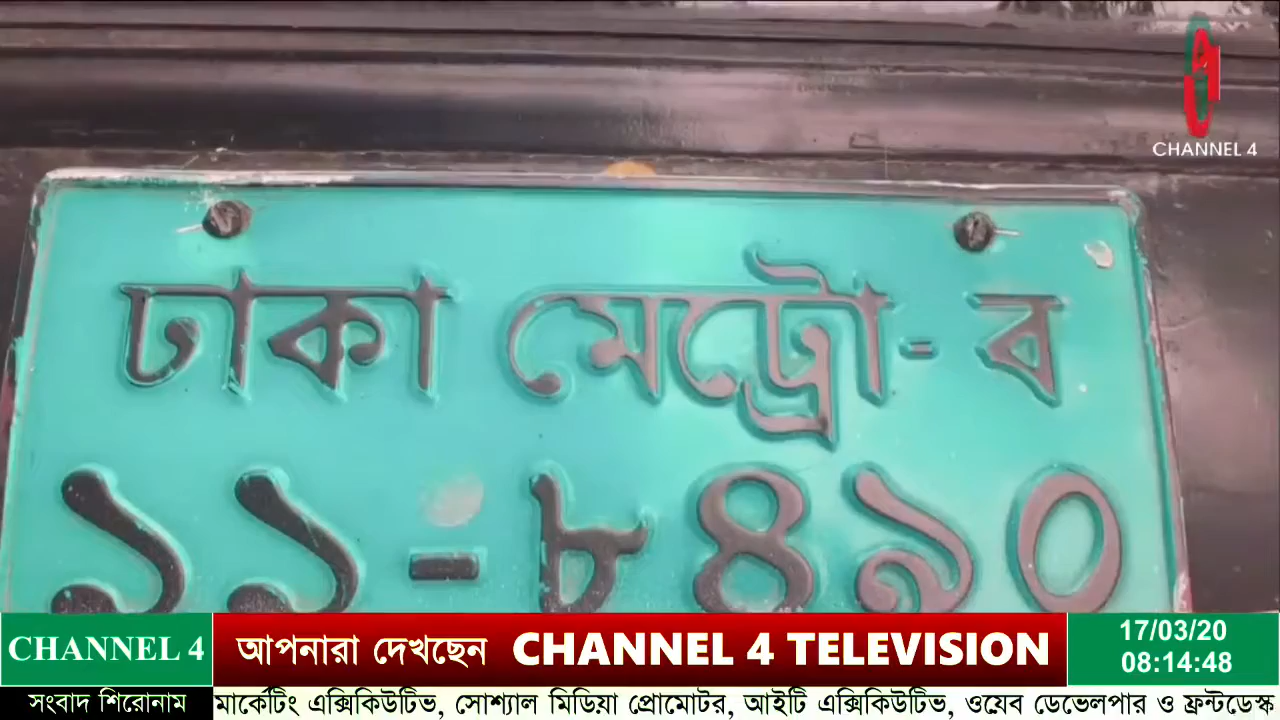 CHANNEL 4
ঢাকা মেট্রো-ব
১১-৮৪৯০
CHANNEL 4
আপনারা দেখছেন CHANNEL 4 TELEVISION
17/03/20
08:14:48
সংবাদ শিরোনাম
মার্কেটিং এক্সিকিউটিভ, সোশ্যাল মিডিয়া প্রোমোটর, আইটি এক্সিকিউটিভ, ওয়েব ডেভেলপার ও ফ্রন্টডেস্ক